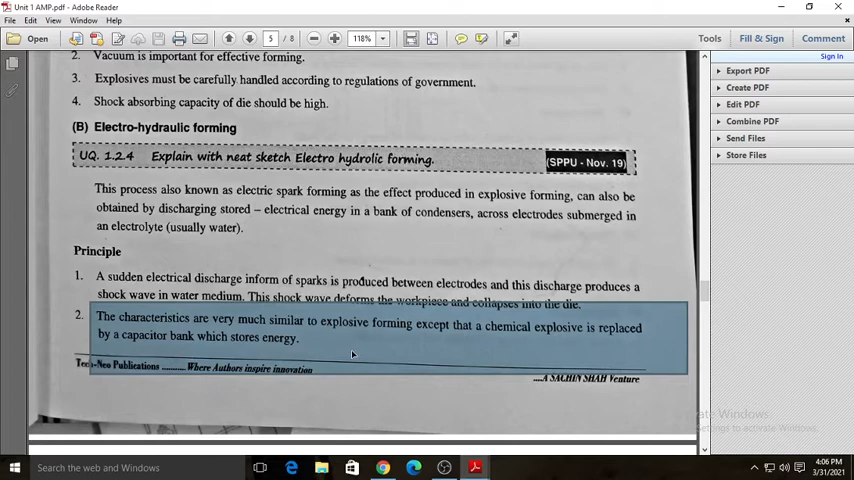 Unit 1 AMP.pdf - Adobe Reader
File Edit View Window Help
Open 5 / 8 118% Tools Fill & Sign Comment
Sign In
Export PDF
Create PDF
Edit PDF
Combine PDF
Send Files
Store Files
2. Vacuum is important for effective forming.
3. Explosives must be carefully handled according to regulations of government.
4. Shock absorbing capacity of die should be high.
(B) Electro-hydraulic forming
UQ. 1.2.4 Explain with neat sketch Electro hydrolic forming. (SPPU - Nov. 19)
This process also known as electric spark forming as the effect produced in explosive forming, can also be
obtained by discharging stored – electrical energy in a bank of condensers, across electrodes submerged in
an electrolyte (usually water).
Principle
1. A sudden electrical discharge inform of sparks is produced between electrodes and this discharge produces a
shock wave in water medium. This shock wave deforms the workpiece and collapses into the die.
2. The characteristics are very much similar to explosive forming except that a chemical explosive is replaced
by a capacitor bank which stores energy.
Tech-Neo Publications .......... Where Authors inspire innovation ....A SACHIN SHAH Venture
ate Windows
Settings to activate Windows.
Search the web and Windows
4:06 PM
3/31/2021